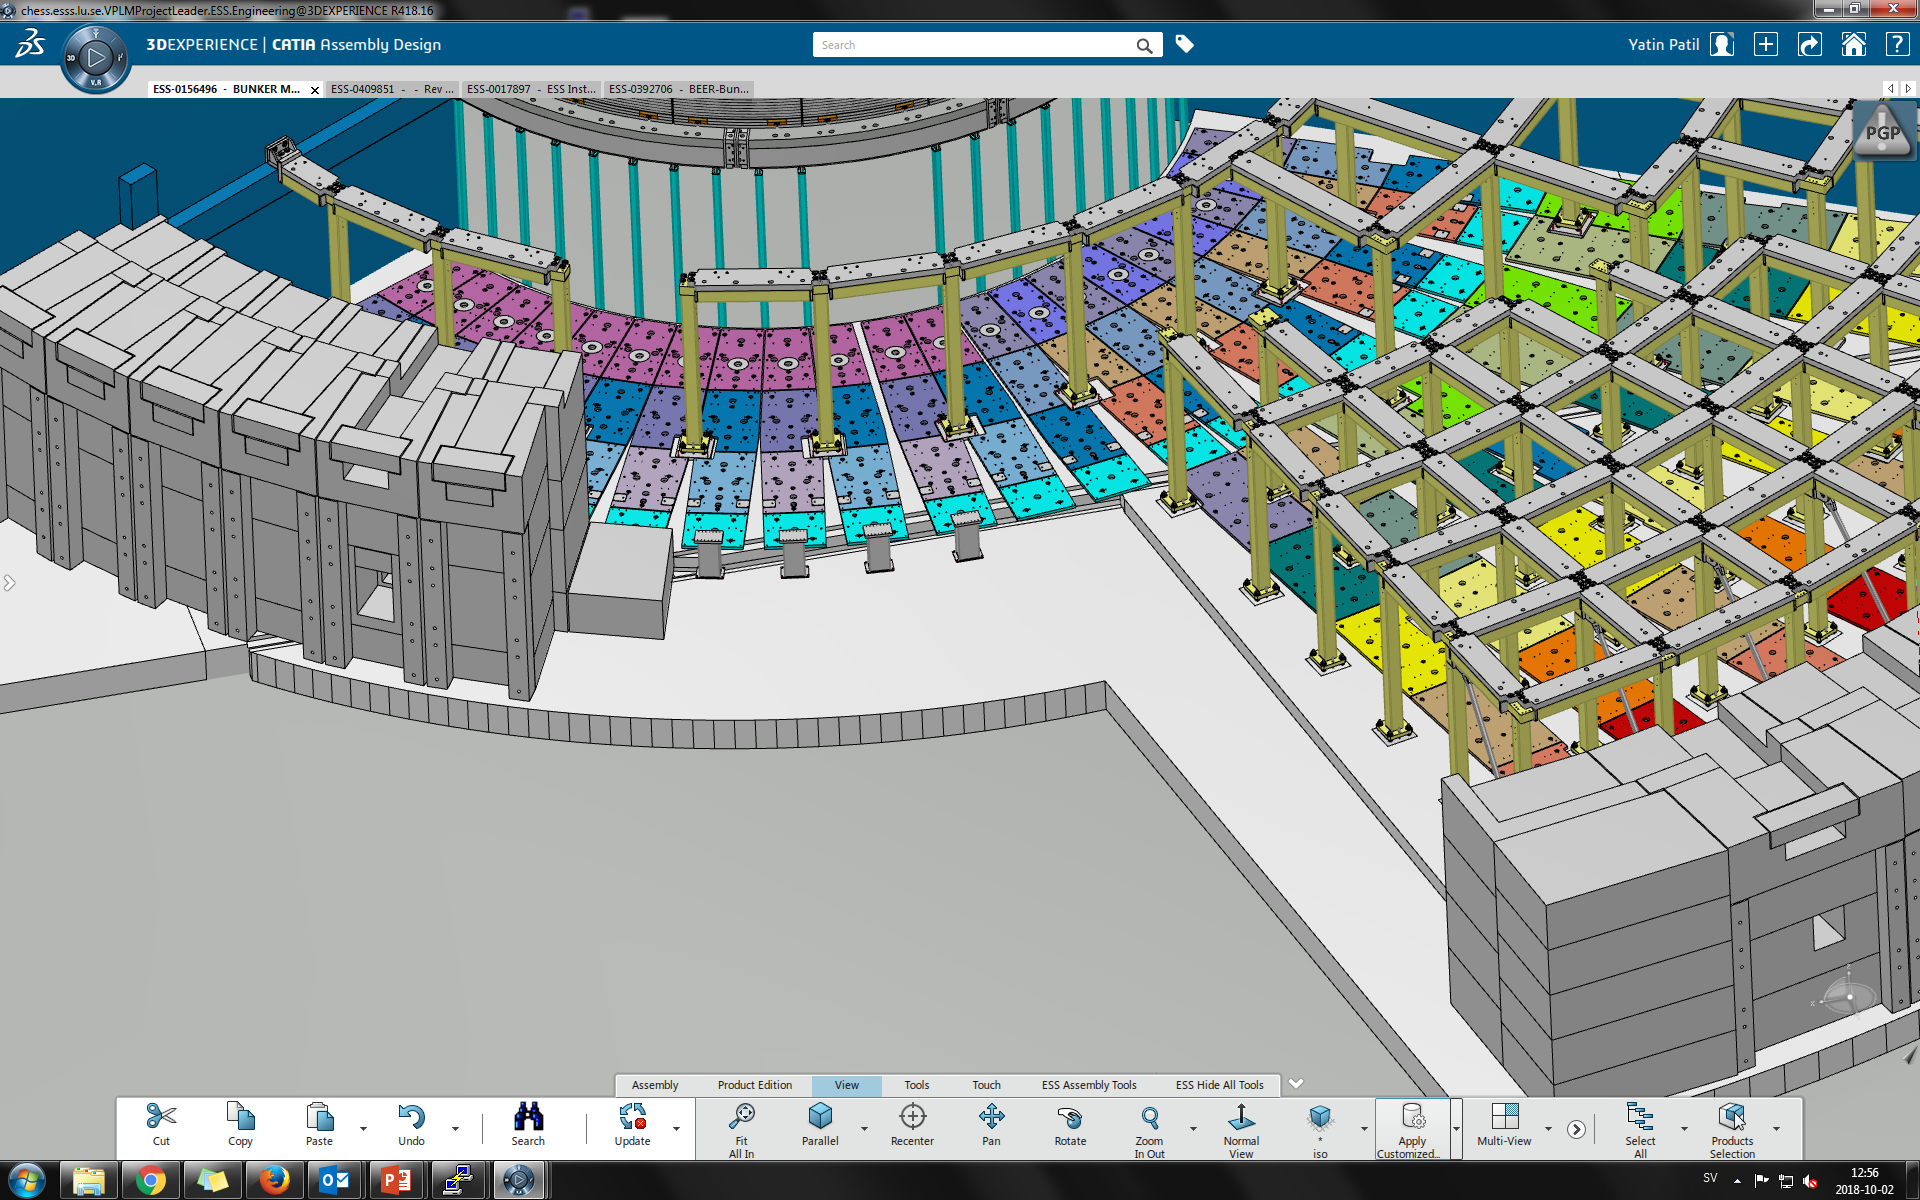 chess.esss.lu.se.VPLMProjectLeader.ESS.Engineering@3DEXPERIENCE R418.16
3DEXPERIENCE | CATIA Assembly Design
Search
Yatin Patil
3D
V.R
ESS-0156496 - BUNKER M...
ESS-0409851 - - Rev ...
ESS-0017897 - ESS Inst...
ESS-0392706 - BEER-Bun...
PGP
Assembly
Product Edition
View
Tools
Touch
ESS Assembly Tools
ESS Hide All Tools
Cut
Copy
Paste
Undo
Search
Update
Fit
All In
Parallel
Recenter
Pan
Rotate
Zoom
In Out
Normal
View
*
iso
Apply
Customized...
Multi-View
Select
All
Products
Selection
SV
12:56
2018-10-02